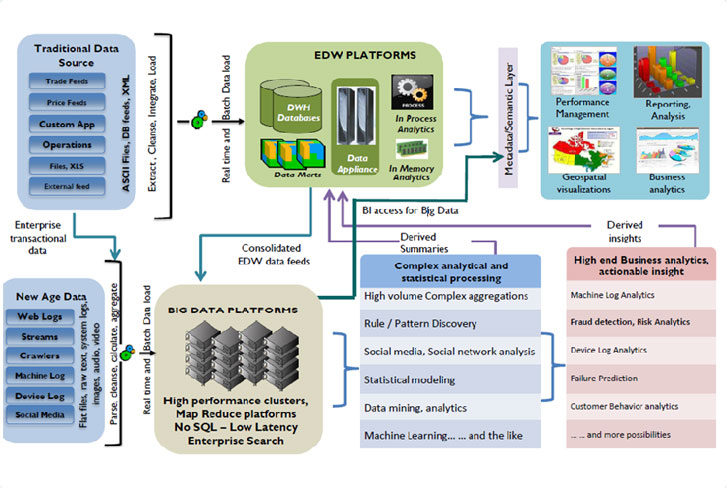 Traditional Data
Source
Trade Feeds
Price Feeds
Custom App
Operations
Files, XLS
External feed
ASCII Files, DB feeds, XML
Extract, Cleanse, Integrate, Load
Real time and Batch Data load
EDW PLATFORMS
DWH
Databases
Data Marts
Data
Appliance
PROCESS
In Process
Analytics
In Memory
Analytics
Metadad/Semantic Layer
Performance
Management
Reporting,
Analysis
Geospatial
visualizations
Business
analytics
BI access for Big Data
Enterprise
transactional
data
Consolidated
EDW data feeds
Derived
Summaries
Derived
insights
New Age Data
Web Logs
Streams
Crawlers
Machine Log
Device Log
Social Media
Flat files, raw text, system logs,
images, audio, video
Parse, cleanse, calculate, aggregate
Real time and Batch Data load
BIG DATA PLATFORMS
High performance clusters,
Map Reduce platforms
No SQL – Low Latency
Enterprise Search
Complex analytical and
statistical processing
High volume Complex aggregations
Rule / Pattern Discovery
Social media, Social network analysis
Statistical modeling
Data mining, analytics
Machine Learning... ... and the like
High end Business analytics,
actionable insight
Machine Log Analytics
Fraud detection, Risk Analytics
Device Log Analytics
Failure Prediction
Customer Behavior analytics
... ... and more possibilities